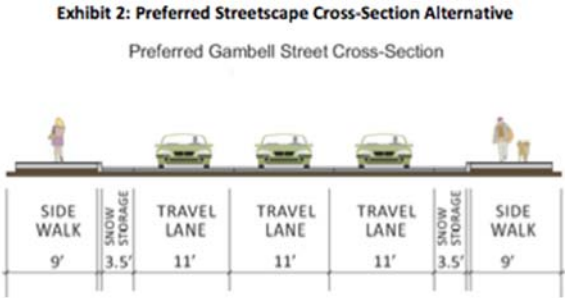 Exhibit 2: Preferred Streetscape Cross-Section Alternative
Preferred Gambell Street Cross-Section
SIDE
WALK
9'
SNOW
STORAGE
3.5'
TRAVEL
LANE
11'
TRAVEL
LANE
11'
TRAVEL
LANE
11'
SNOW
STORAGE
3.5'
SIDE
WALK
9'